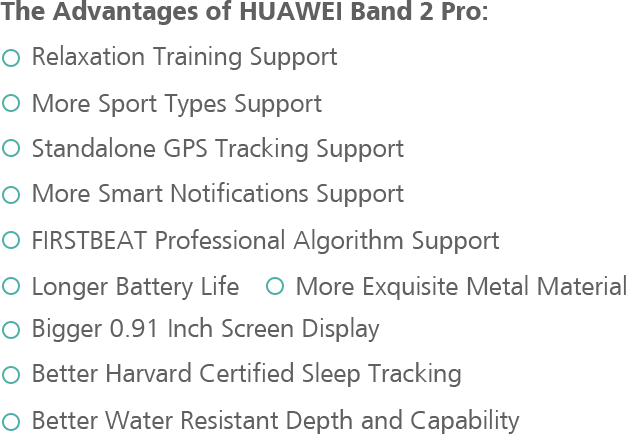 The Advantages of HUAWEI Band 2 Pro:
Relaxation Training Support
More Sport Types Support
Standalone GPS Tracking Support
More Smart Notifications Support
FIRSTBEAT Professional Algorithm Support
Longer Battery Life More Exquisite Metal Material
Bigger 0.91 Inch Screen Display
Better Harvard Certified Sleep Tracking
Better Water Resistant Depth and Capability